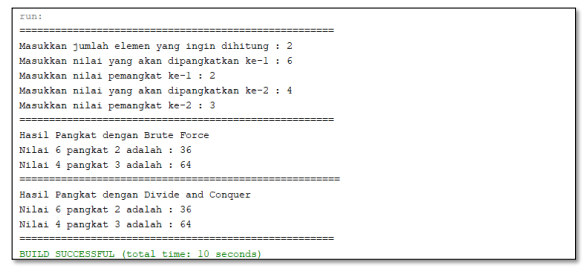 run:
=====================================================
Masukkan jumlah elemen yang ingin dihitung : 2
Masukkan nilai yang akan dipangkatkan ke-1 : 6
Masukkan nilai pemangkat ke-1 : 2
Masukkan nilai yang akan dipangkatkan ke-2 : 4
Masukkan nilai pemangkat ke-2 : 3
=====================================================
Hasil Pangkat dengan Brute Force
Nilai 6 pangkat 2 adalah : 36
Nilai 4 pangkat 3 adalah : 64
======================================================
Hasil Pangkat dengan Divide and Conquer
Nilai 6 pangkat 2 adalah : 36
Nilai 4 pangkat 3 adalah : 64
=====================================================
BUILD SUCCESSFUL (total time: 10 seconds)